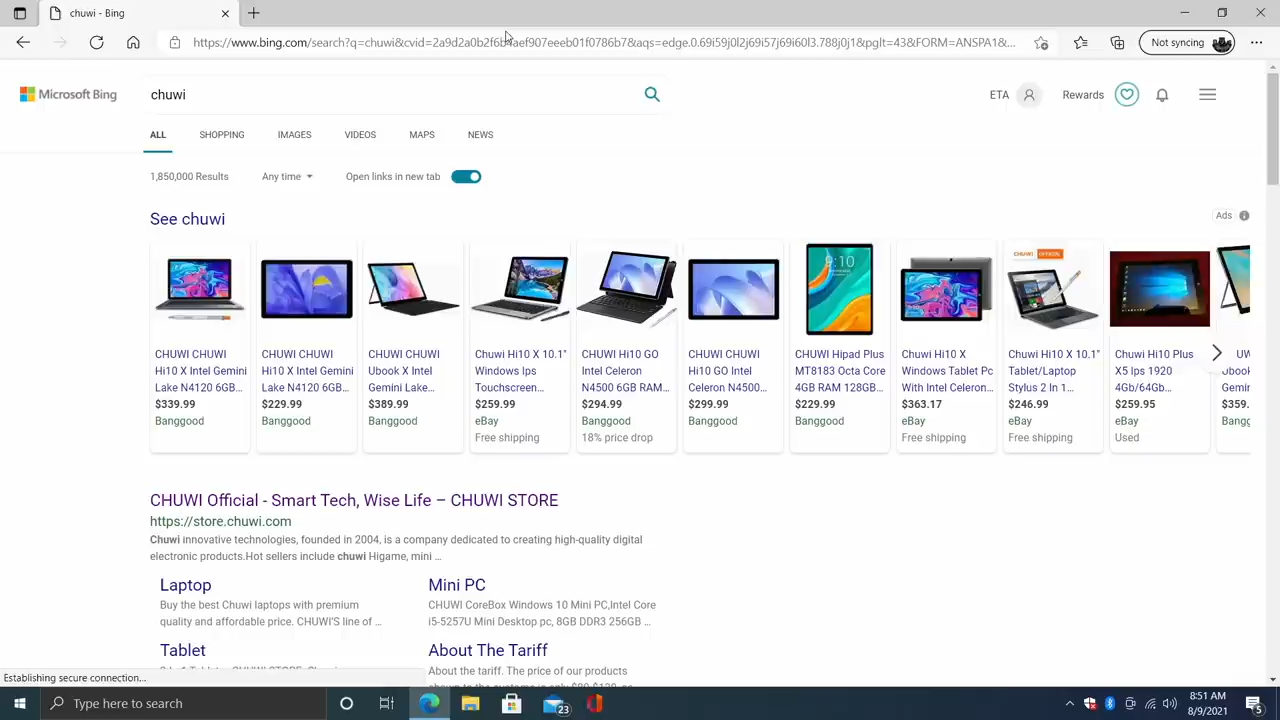 chuwi - Bing
https://www.bing.com/search?q=chuwi&cvid=2a9d2a0b2f6b4aef907eeeb01f0786b7&aqs=edge.0.69i59j0l2j69i57j69i60l3.788j0j1&pglt=43&FORM=ANSPA1&...
Not syncing
Microsoft Bing
chuwi
ETA
Rewards
ALL SHOPPING IMAGES VIDEOS MAPS NEWS
1,850,000 Results Any time Open links in new tab
See chuwi
Ads
CHUWI CHUWI
Hi10 X Intel Gemini
Lake N4120 6GB...
$339.99
Banggood
CHUWI CHUWI
Hi10 X Intel Gemini
Lake N4120 6GB...
$229.99
Banggood
CHUWI CHUWI
Ubook X Intel
Gemini Lake...
$389.99
Banggood
Chuwi Hi10 X 10.1"
Windows Ips
Touchscreen...
$259.99
eBay
Free shipping
CHUWI Hi10 GO
Intel Celeron
N4500 6GB RAM...
$294.99
Banggood
18% price drop
CHUWI CHUWI
Hi10 GO Intel
Celeron N4500...
$299.99
Banggood
9:10
CHUWI Hipad Plus
MT8183 Octa Core
4GB RAM 128GB...
$229.99
Banggood
Chuwi Hi10 X
Windows Tablet Pc
With Intel Celeron...
$363.17
eBay
Free shipping
CHUWI OFFICIAL
Chuwi Hi10 X 10.1"
Tablet/Laptop
Stylus 2 In 1...
$246.99
eBay
Free shipping
Chuwi Hi10 Plus
X5 Ips 1920
4Gb/64Gb...
$259.95
eBay
Used
$359.
CHUWI Official - Smart Tech, Wise Life – CHUWI STORE
https://store.chuwi.com
Chuwi innovative technologies, founded in 2004, is a company dedicated to creating high-quality digital
electronic products.Hot sellers include chuwi Higame, mini ...
Laptop
Buy the best Chuwi laptops with premium
quality and affordable price. CHUWI'S line of ...
Mini PC
CHUWI CoreBox Windows 10 Mini PC,Intel Core
i5-5257U Mini Desktop pc, 8GB DDR3 256GB ...
Tablet
About The Tariff
About the tariff. The price of our products
Establishing secure connection...
Type here to search
23
8:51 AM
8/9/2021
5